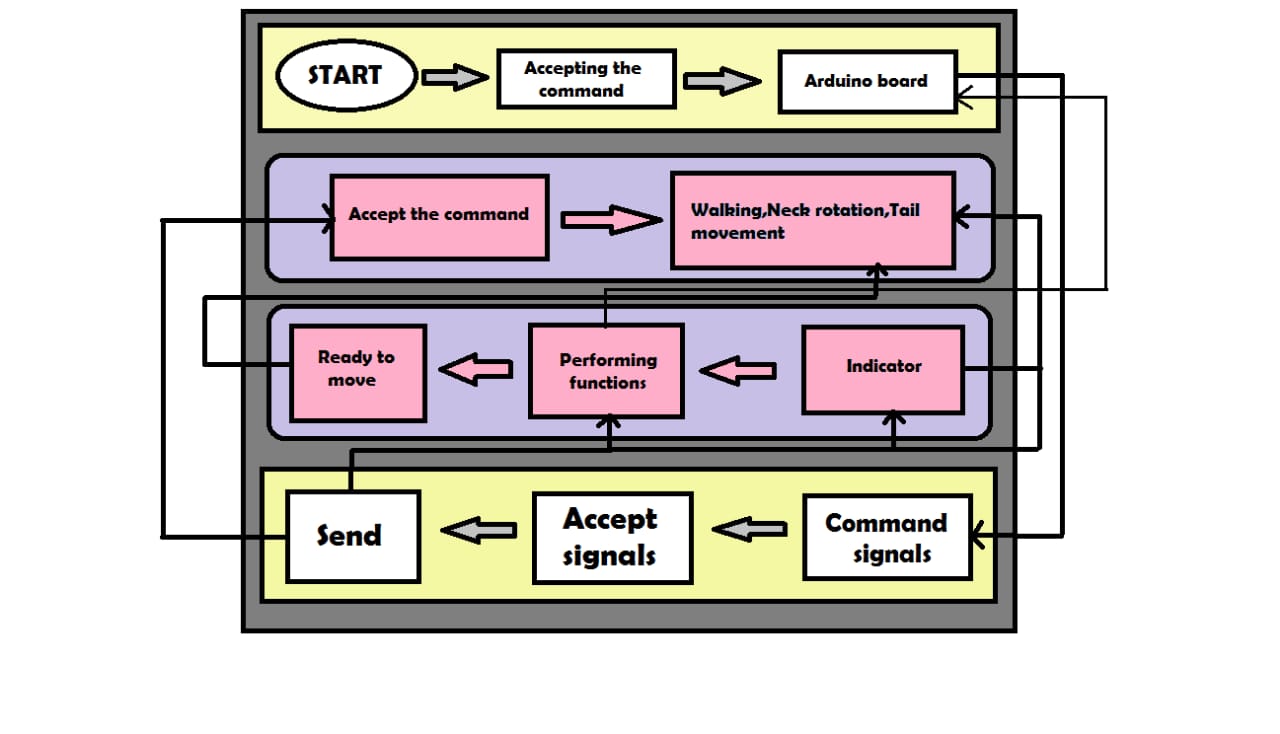 START
Accepting the
command
Arduino board
Accept the command
Walking,Neck rotation,Tail
movement
Ready to
move
Performing
functions
Indicator
Send
Accept
signals
Command
signals